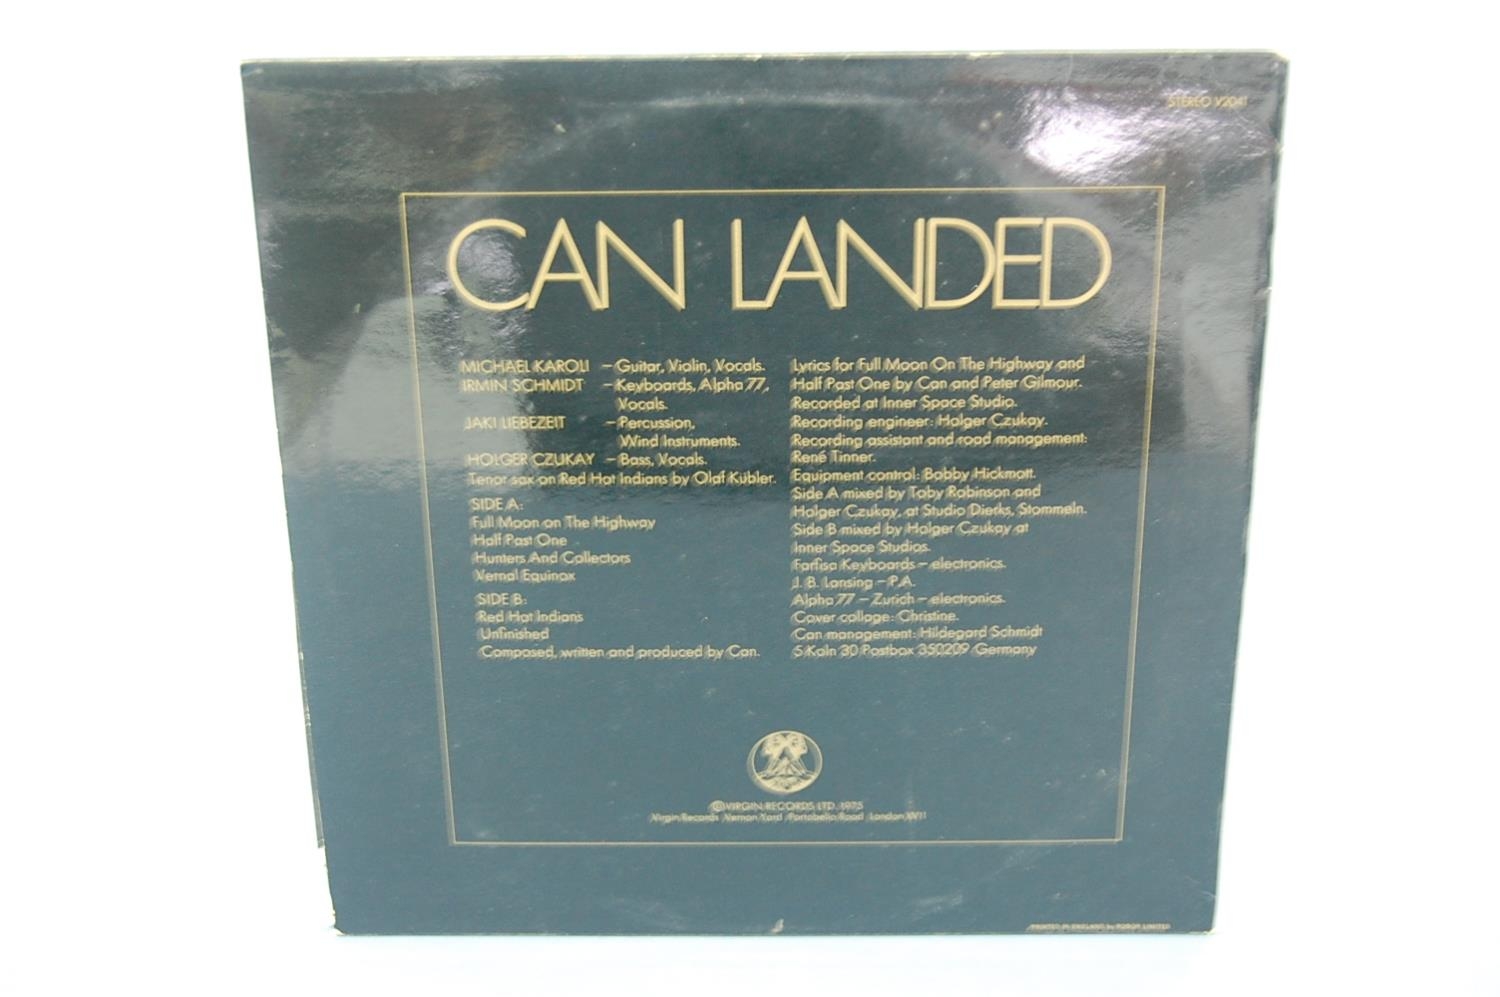 STEREO V2041
CAN LANDED
MICHAEL KAROLI – Guitar, Violin, Vocals.
IRMIN SCHMIDT – Keyboards, Alpha 77,
Vocals.
JAKI LIEBEZEIT – Percussion,
Wind Instruments.
HOLGER CZUKAY – Bass, Vocals.
Tenor sax on Red Hot Indians by Olaf Kübler.
SIDE A:
Full Moon on The Highway
Half Past One
Hunters And Collectors
Vernal Equinox
SIDE B:
Red Hot Indians
Unfinished
Composed, written and produced by Can.
Lyrics for Full Moon On The Highway and
Half Past One by Can and Peter Gilmour.
Recorded at Inner Space Studio.
Recording engineer: Holger Czukay.
Recording assistant and road management:
René Tinner.
Equipment control: Bobby Hickmott.
Side A mixed by Toby Robinson and
Holger Czukay, at Studio Dierks, Stommeln.
Side B mixed by Holger Czukay at
Inner Space Studios.
Farfisa Keyboards – electronics.
J. B. Lansing – P.A.
Alpha 77 – Zurich – electronics.
Cover collage: Christine.
Can management: Hildegard Schmidt
5 Koln 30 Postbox 350209 Germany
©VIRGIN RECORDS LTD. 1975
Virgin Records Vernon Yard Portobello Road London W11
PRINTED IN ENGLAND by ROBOR LIMITED